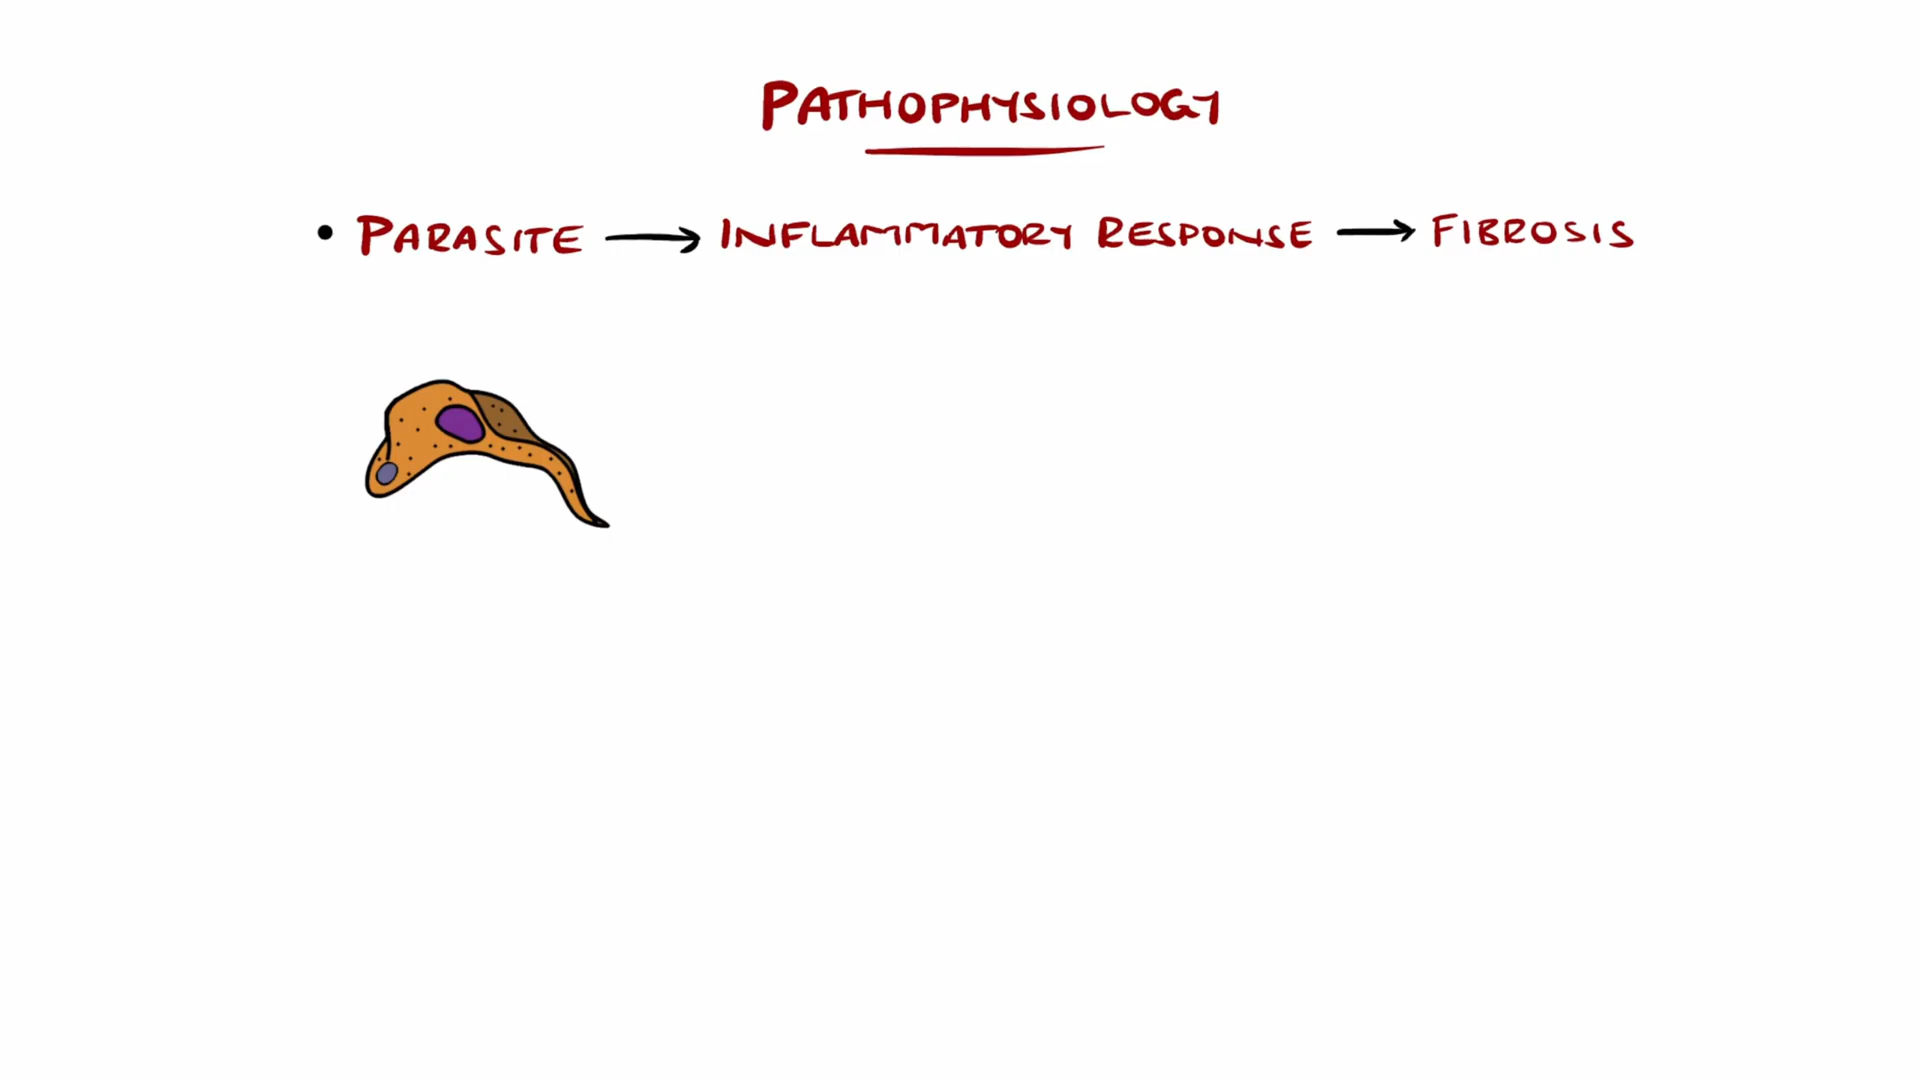 PATHOPHYSIOLOGY
• PARASITE → INFLAMMATORY RESPONSE → FIBROSIS